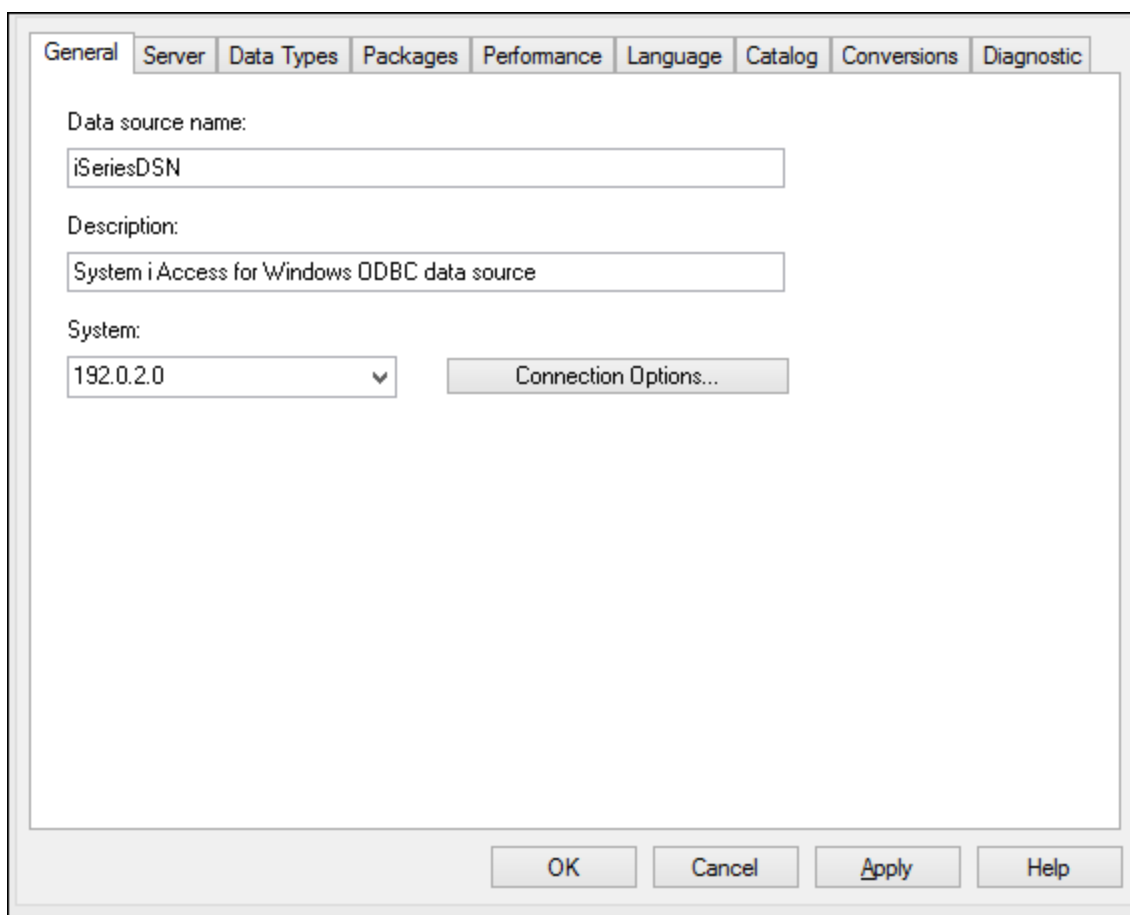 General Server Data Types Packages Performance Language Catalog Conversions Diagnostic
Data source name:
iSeriesDSN
Description:
System i Access for Windows ODBC data source
System:
192.0.2.0 Connection Options...
OK Cancel Apply Help